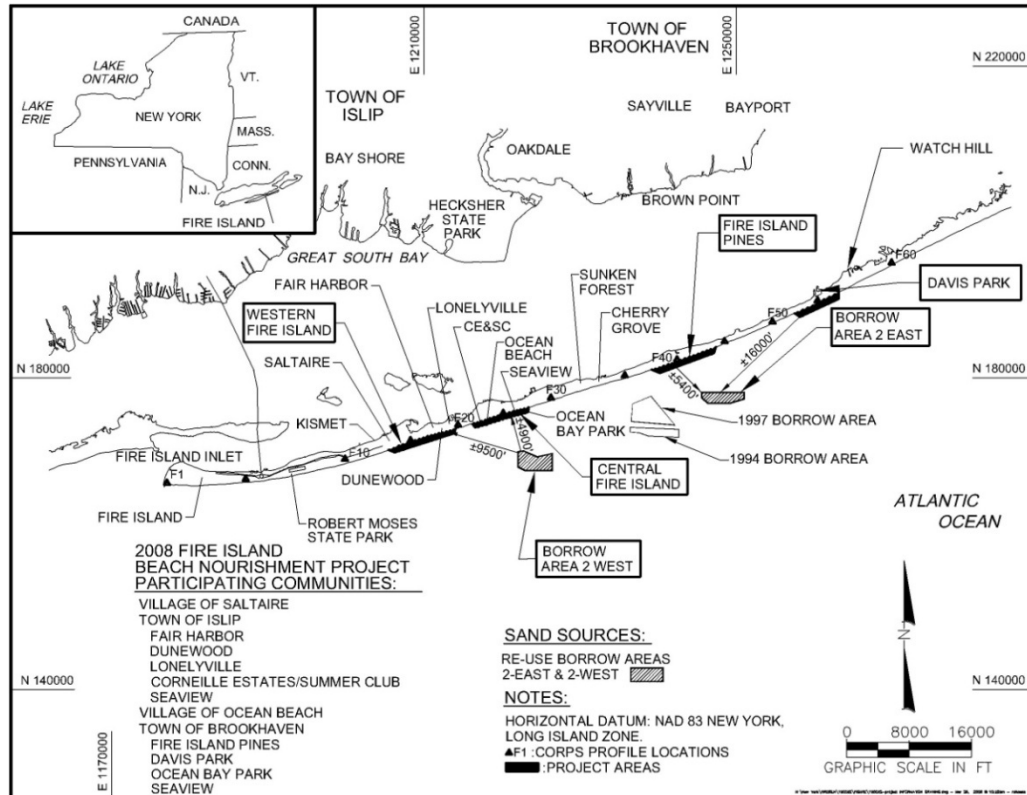 CANADA
LAKE
ONTARIO
VT.
LAKE
ERIE
NEW YORK
MASS.
PENNSYLVANIA
CONN.
N.J.
FIRE ISLAND
E 1210000
TOWN OF
BROOKHAVEN
E 1250000
N 220000
TOWN OF
ISLIP
SAYVILLE
BAYPORT
BAY SHORE
OAKDALE
WATCH HILL
HECKSHER
STATE
PARK
BROWN POINT
FIRE ISLAND
PINES
GREAT SOUTH BAY
F60
FAIR HARBOR
SUNKEN
FOREST
DAVIS PARK
WESTERN
FIRE ISLAND
LONELYVILLE
CE&SC
CHERRY
GROVE
F50
BORROW
AREA 2 EAST
SALTAIRE
OCEAN
BEACH
SEAVIEW
F40
±16000'
±5400'
N 180000
N 180000
F30
KISMET
F20
±4900'
OCEAN
BAY PARK
1997 BORROW AREA
1994 BORROW AREA
F10
±9500'
FIRE ISLAND INLET
F1
DUNEWOOD
CENTRAL
FIRE ISLAND
FIRE ISLAND
ROBERT MOSES
STATE PARK
ATLANTIC
OCEAN
BORROW
AREA 2 WEST
2008 FIRE ISLAND
BEACH NOURISHMENT PROJECT
PARTICIPATING COMMUNITIES:
VILLAGE OF SALTAIRE
TOWN OF ISLIP
FAIR HARBOR
DUNEWOOD
LONELYVILLE
CORNEILLE ESTATES/SUMMER CLUB
SEAVIEW
VILLAGE OF OCEAN BEACH
TOWN OF BROOKHAVEN
FIRE ISLAND PINES
DAVIS PARK
OCEAN BAY PARK
SEAVIEW
SAND SOURCES:
RE-USE BORROW AREAS
2-EAST & 2-WEST
NOTES:
HORIZONTAL DATUM: NAD 83 NEW YORK,
LONG ISLAND ZONE.
▲F1 :CORPS PROFILE LOCATIONS
:PROJECT AREAS
N
N 140000
N 140000
E 1170000
0 8000 16000
GRAPHIC SCALE IN FT